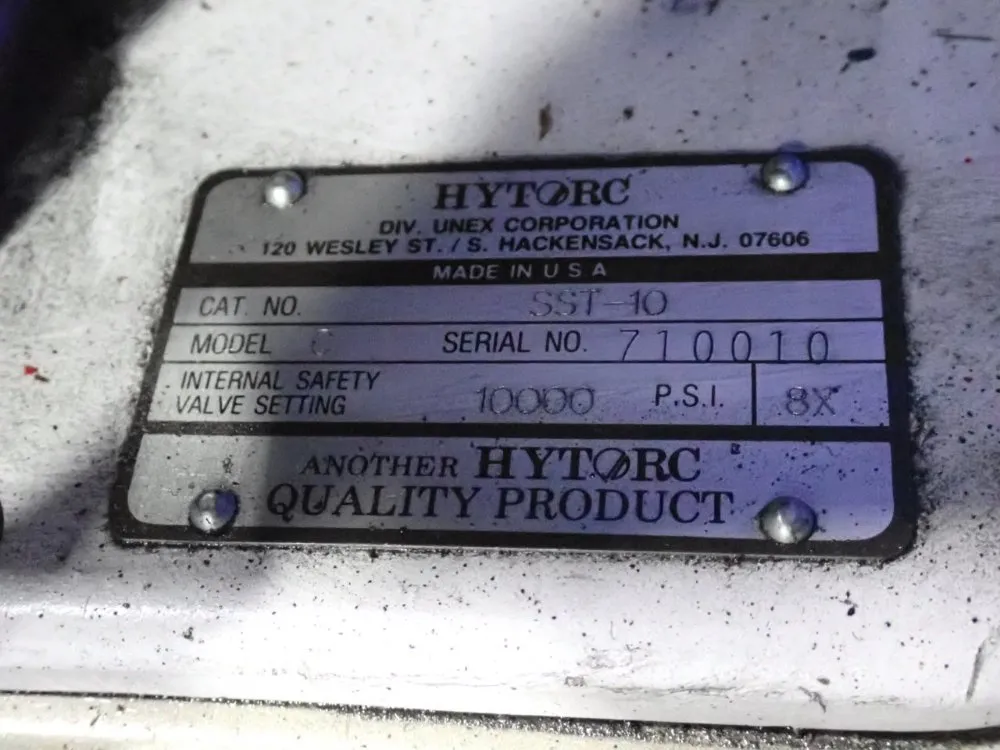 HYTORC
DIV. UNEX CORPORATION
120 WESLEY ST. / S. HACKENSACK, N.J. 07606
MADE IN U S A
CAT. NO. SST-10
MODEL C SERIAL NO. 710010
INTERNAL SAFETY
VALVE SETTING 10000 P.S.I. 8X
ANOTHER HYTORC
QUALITY PRODUCT